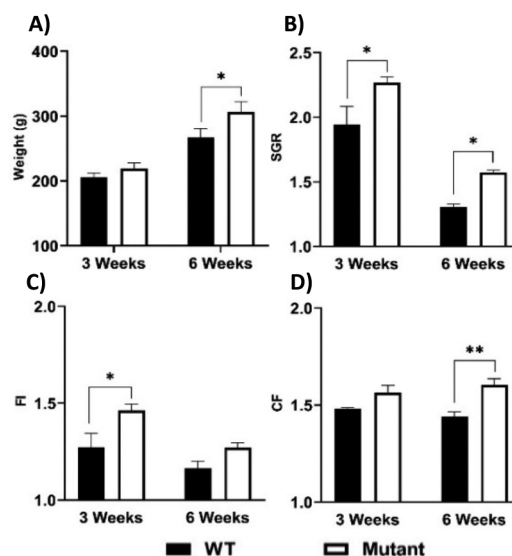 A)
Weight (g)
400
300
200
100
*
3 Weeks
6 Weeks
B)
SGR
2.5
2.0
1.5
1.0
*
*
3 Weeks
6 Weeks
C)
FI
2.0
1.5
1.0
*
3 Weeks
6 Weeks
D)
CF
2.0
1.5
1.0
**
3 Weeks
6 Weeks
WT
Mutant